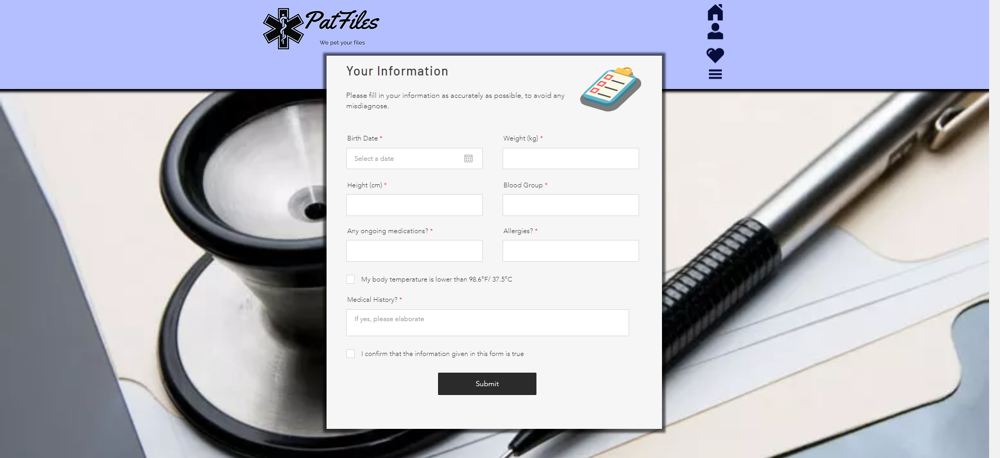 PatFiles
We pet your files
Your Information
Please fill in your information as accurately as possible, to avoid any
misdiagnose.
Birth Date *
Weight (kg) *
Select a date
Height (cm) *
Blood Group *
Any ongoing medications? *
Allergies? *
My body temperature is lower than 98.6°F/ 37.5°C
Medical History? *
If yes, please elaborate
I confirm that the information given in this form is true
Submit